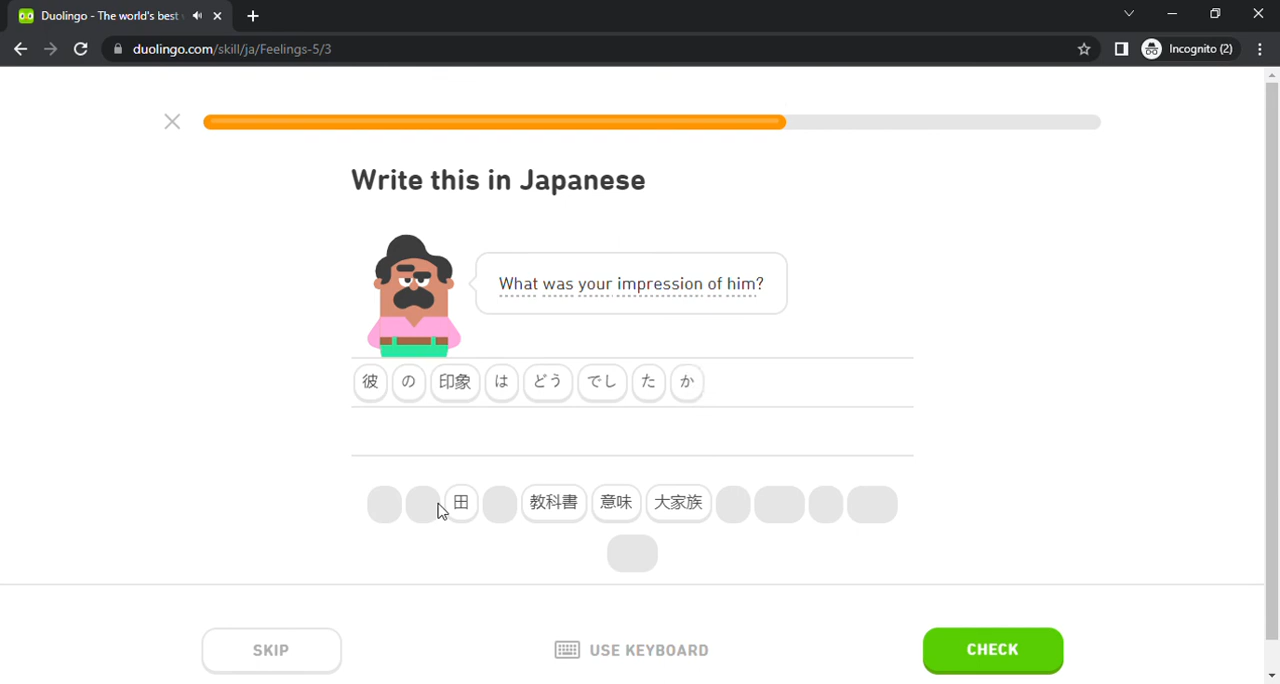 Duolingo - The world's best
duolingo.com/skill/ja/Feelings-5/3
Incognito (2)
Write this in Japanese
What was your impression of him?
彼 の 印象 は どう でし た か
田 教科書 意味 大家族
SKIP
USE KEYBOARD
CHECK